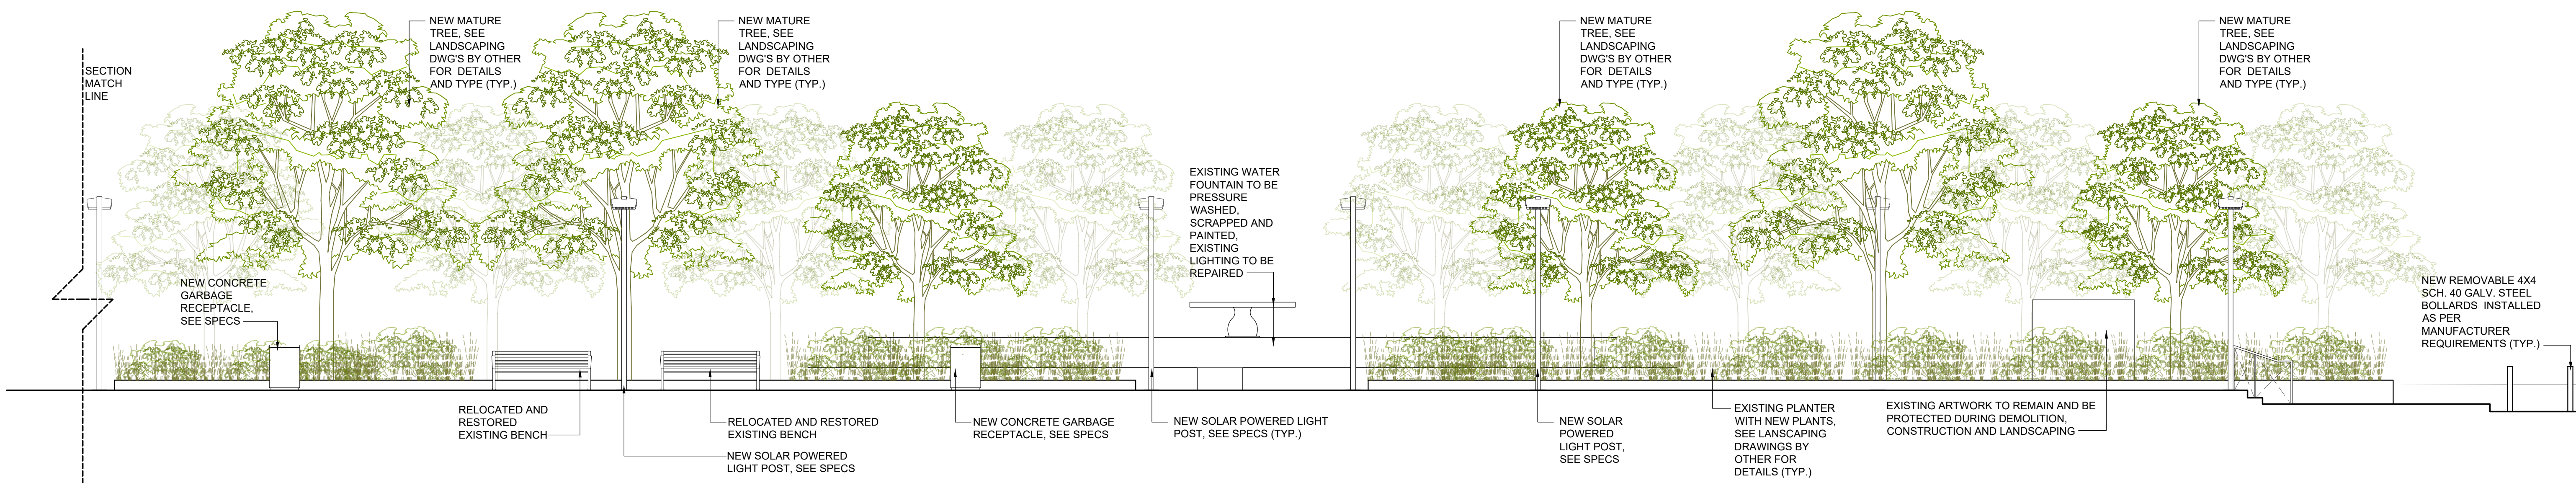 SECTION
MATCH
LINE
NEW MATURE
TREE, SEE
LANDSCAPING
DWG'S BY OTHER
FOR DETAILS
AND TYPE (TYP.)
NEW MATURE
TREE, SEE
LANDSCAPING
DWG'S BY OTHER
FOR DETAILS
AND TYPE (TYP.)
NEW MATURE
TREE, SEE
LANDSCAPING
DWG'S BY OTHER
FOR DETAILS
AND TYPE (TYP.)
NEW MATURE
TREE, SEE
LANDSCAPING
DWG'S BY OTHER
FOR DETAILS
AND TYPE (TYP.)
EXISTING WATER
FOUNTAIN TO BE
PRESSURE
WASHED,
SCRAPPED AND
PAINTED,
EXISTING
LIGHTING TO BE
REPAIRED
NEW CONCRETE
GARBAGE
RECEPTACLE,
SEE SPECS
NEW REMOVABLE 4X4
SCH. 40 GALV. STEEL
BOLLARDS INSTALLED
AS PER
MANUFACTURER
REQUIREMENTS (TYP.)
RELOCATED AND
RESTORED
EXISTING BENCH
RELOCATED AND RESTORED
EXISTING BENCH
NEW SOLAR POWERED
LIGHT POST, SEE SPECS
NEW CONCRETE GARBAGE
RECEPTACLE, SEE SPECS
NEW SOLAR POWERED LIGHT
POST, SEE SPECS (TYP.)
NEW SOLAR
POWERED
LIGHT POST,
SEE SPECS
EXISTING PLANTER
WITH NEW PLANTS,
SEE LANSCAPING
DRAWINGS BY
OTHER FOR
DETAILS (TYP.)
EXISTING ARTWORK TO REMAIN AND BE
PROTECTED DURING DEMOLITION,
CONSTRUCTION AND LANDSCAPING